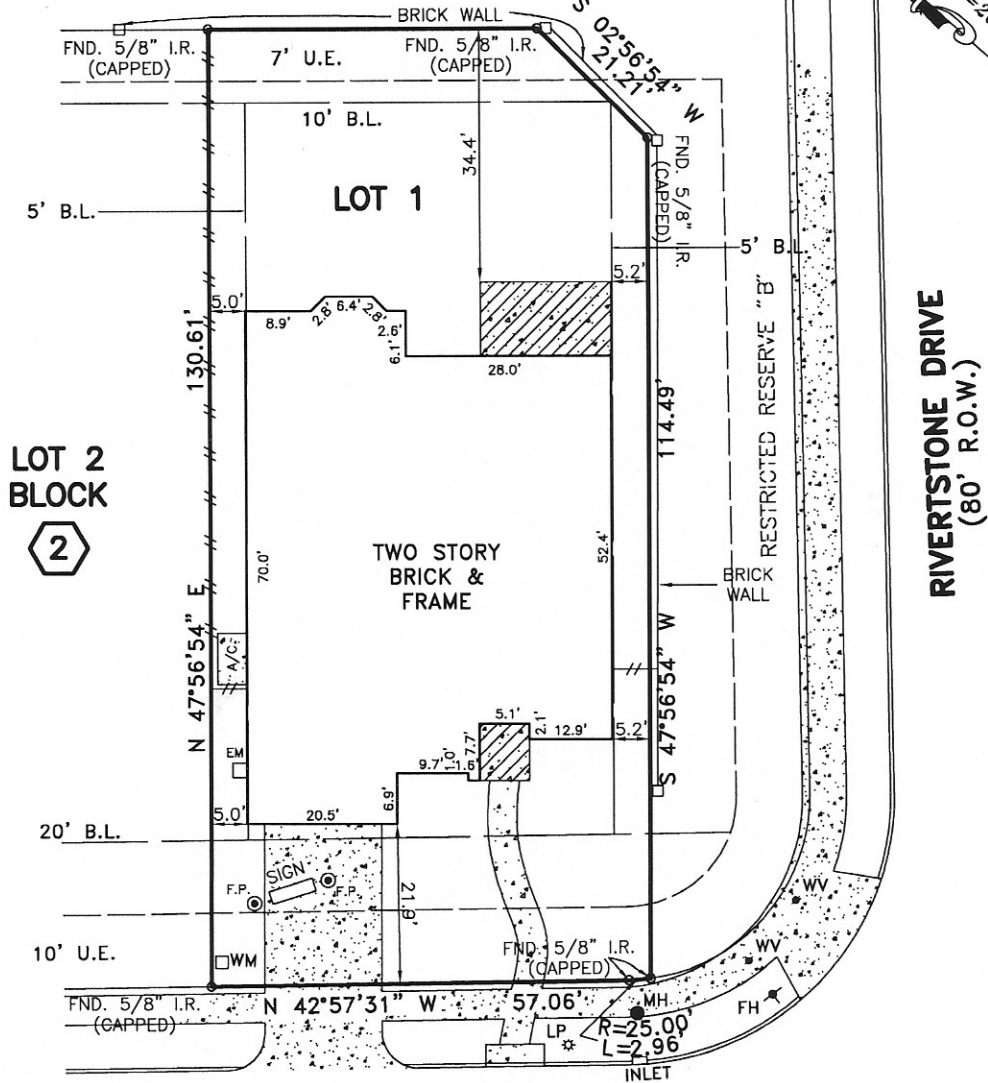 BRICK WALL
S 02°56'54" W
21.21'
FND. 5/8" I.R.
(CAPPED)
7' U.E.
FND. 5/8" I.R.
(CAPPED)
10' B.L.
34.4'
FND. 5/8" I.R.
(CAPPED)
LOT 1
5' B.L.
5' B.L.
5.2'
5.0'
8.9'
2.8'
6.4'
2.8'
2.6'
6.1'
28.0'
130.61'
114.49'
RESTRICTED RESERVE "B"
RIVERTSTONE DRIVE
(80' R.O.W.)
LOT 2
BLOCK
2
70.0'
TWO STORY
BRICK &
FRAME
52.4'
BRICK
WALL
N 47°56'54" E
A/C
S 47°56'54" W
5.1'
2.1'
12.9'
5.2'
7.7'
1.0'
9.7'
1.6'
EM
6.9'
5.0'
20.5'
20' B.L.
SIGN
F.P.
F.P.
21.9'
WV
WV
10' U.E.
WM
FND. 5/8" I.R.
(CAPPED)
FND. 5/8" I.R.
(CAPPED)
N 42°57'31" W 57.06'
MH
FH
R=25.00'
L=2.96'
LP
INLET